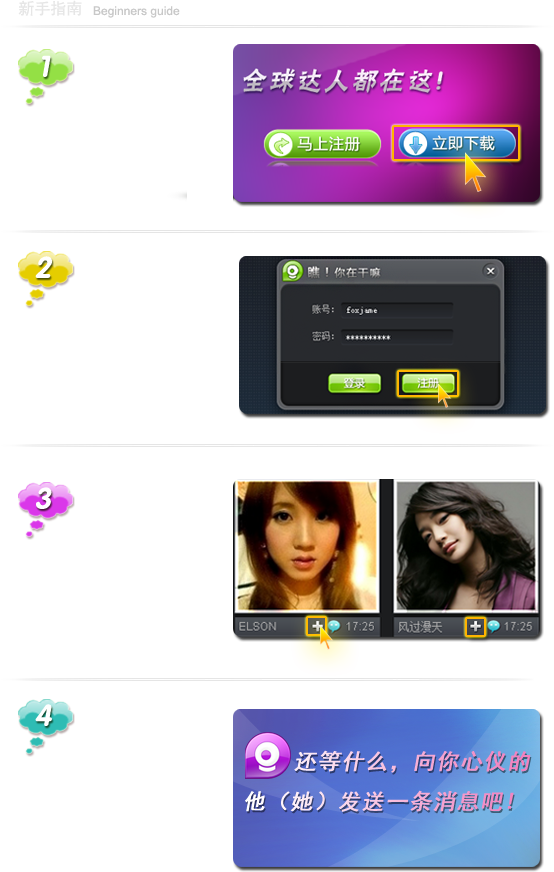 新手指南 Beginners guide
1
全球达人都在这!
马上注册 立即下载
2
瞧！你在干嘛
账号: foxjame
密码: **********
登录 注册
3
ELSON 17:25 风过漫天 17:25
4
还等什么，向你心仪的
他（她）发送一条消息吧!